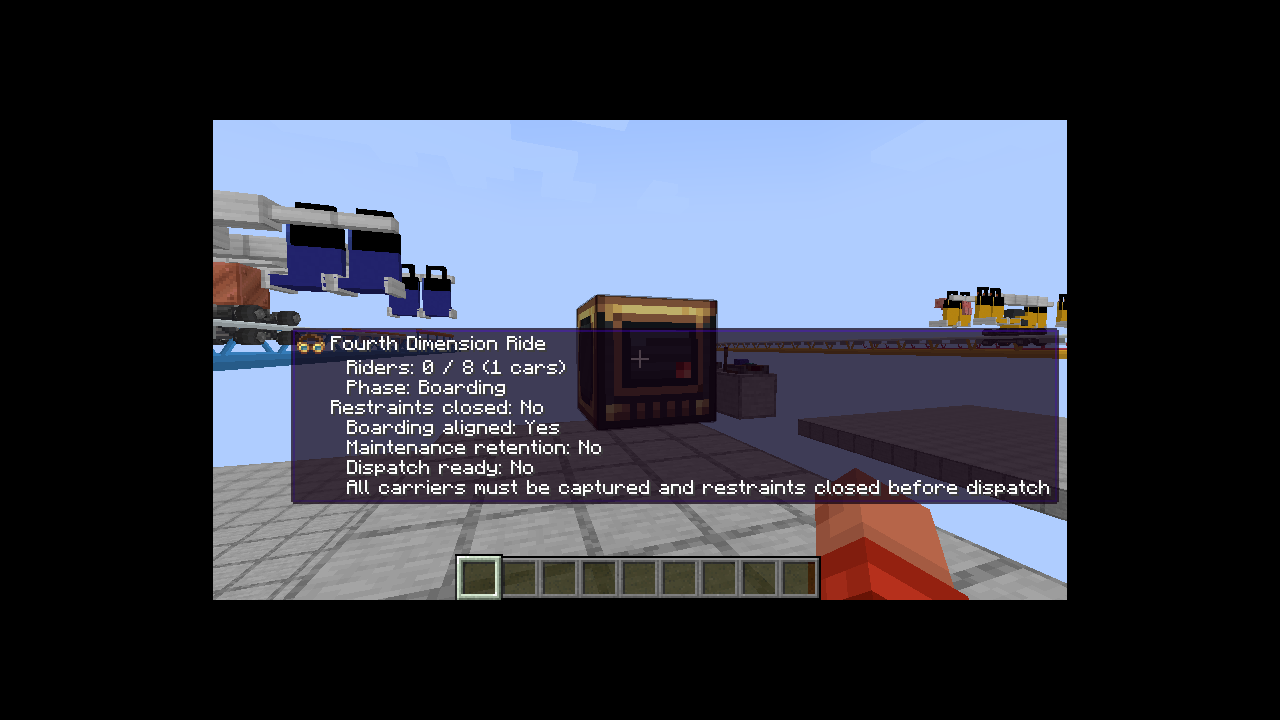 Fourth Dimension Ride
Riders: 0 / 8 (1 cars)
Phase: Boarding
Restraints closed: No
Boarding aligned: Yes
Maintenance retention: No
Dispatch ready: No
All carriers must be captured and restraints closed before dispatch